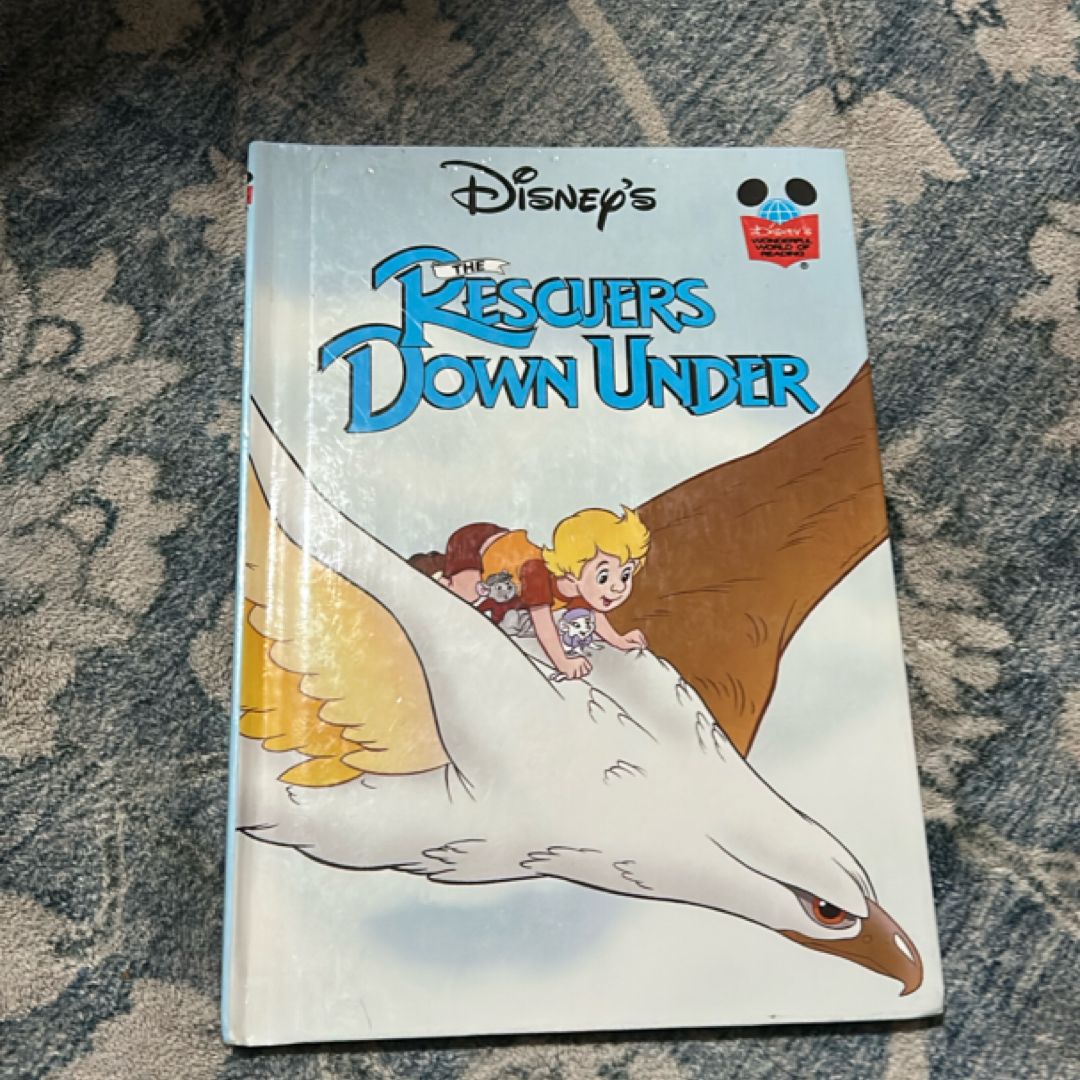 DISNEY'S
THE
RESCUERS
DOWN UNDER
Disney's
WONDERFUL
WORLD OF
READING
®